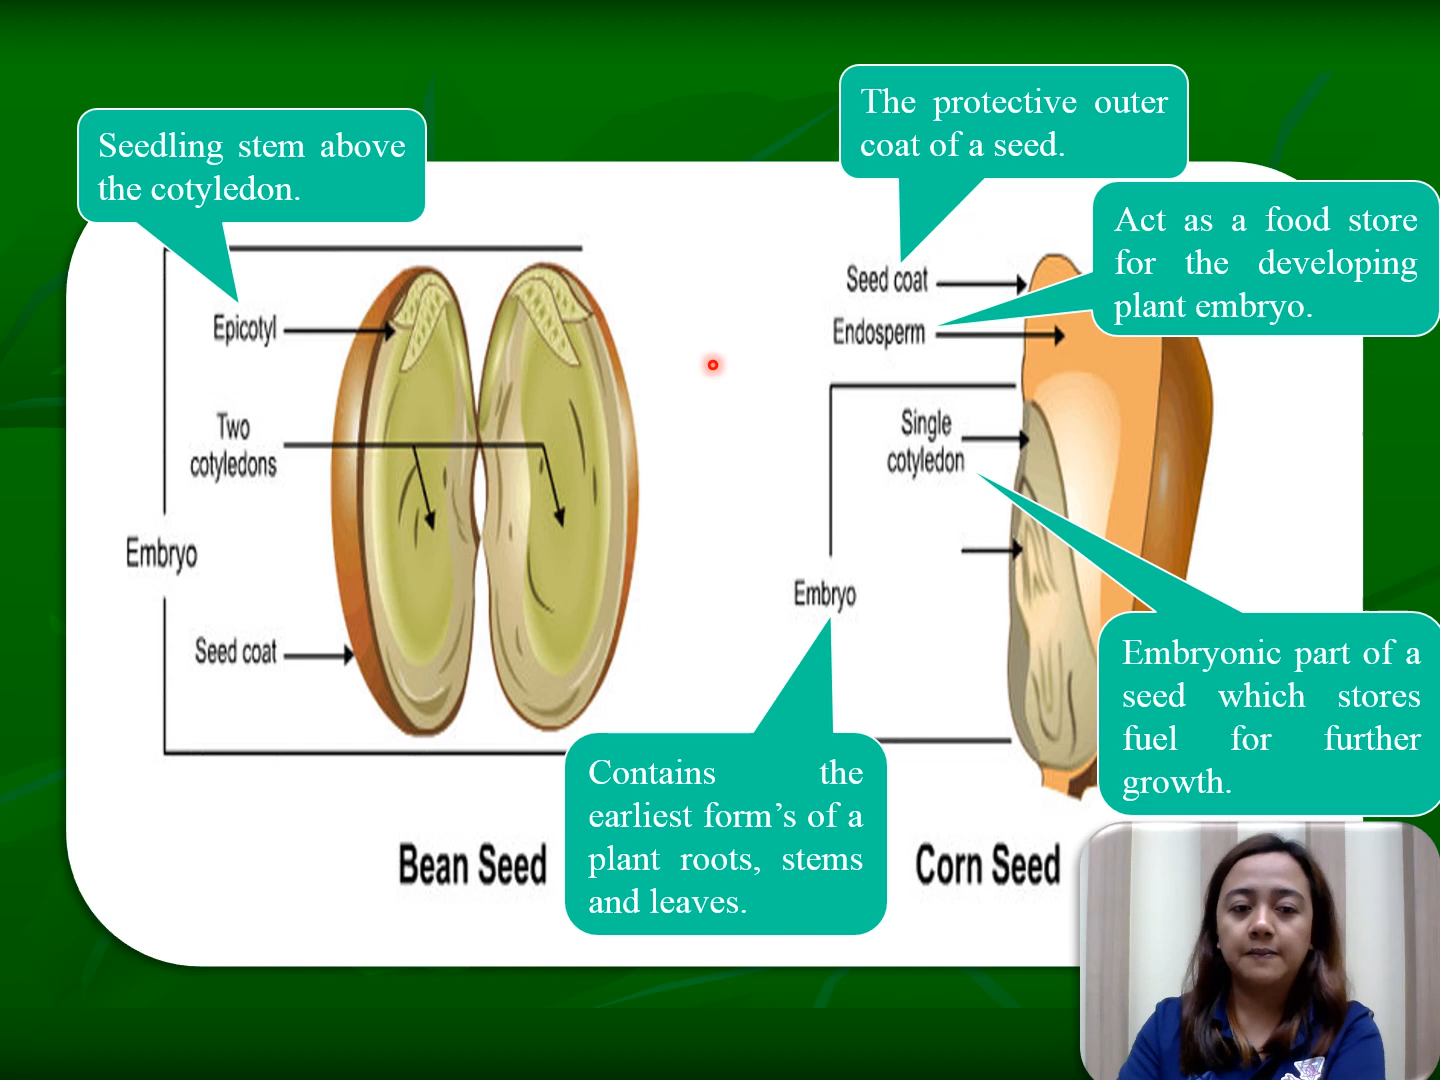 Seedling stem above
the cotyledon.
The protective outer
coat of a seed.
Act as a food store
for the developing
plant embryo.
Epicotyl
Two
cotyledons
Embryo
Seed coat
Seed coat
Endosperm
Single
cotyledon
Embryo
Embryonic part of a
seed which stores
fuel for further
growth.
Contains the
earliest form’s of a
plant roots, stems
and leaves.
Bean Seed
Corn Seed